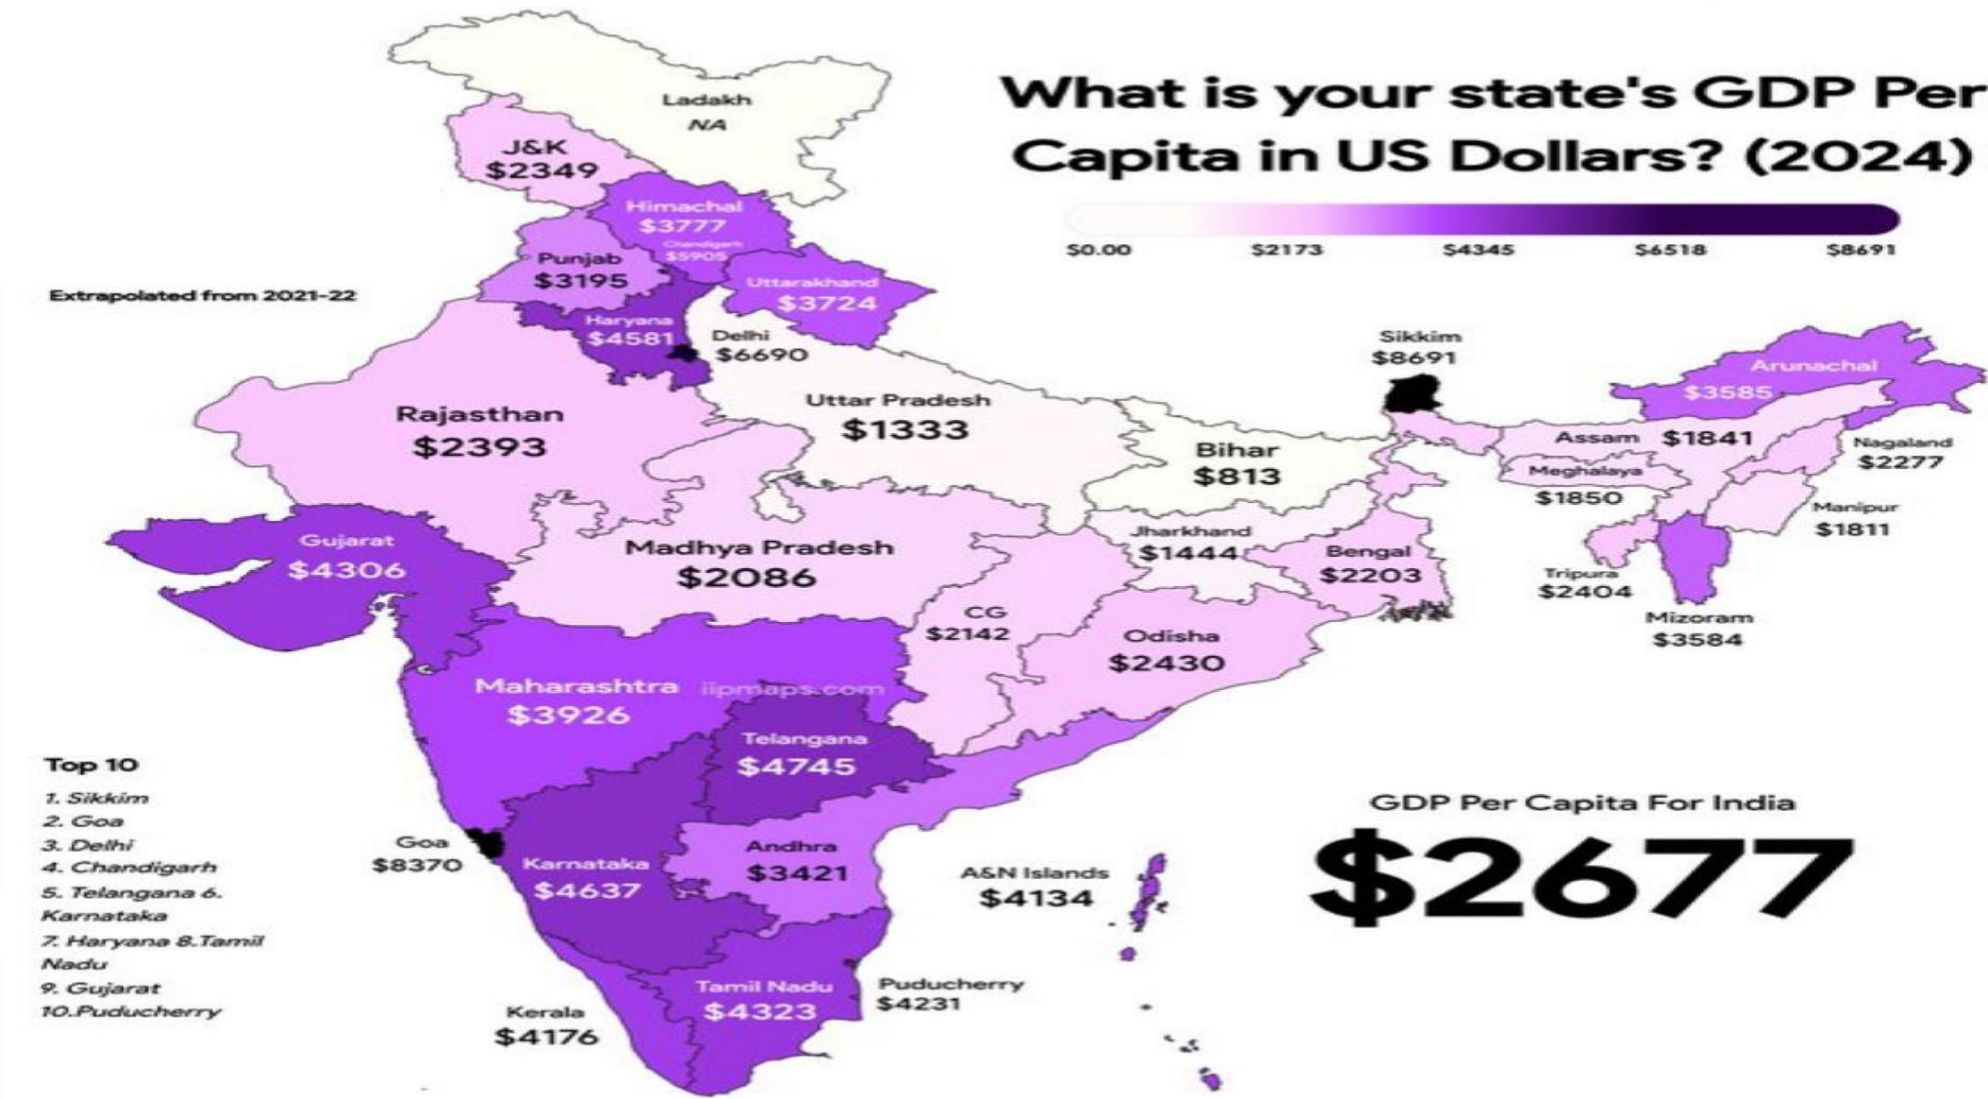 What is your state's GDP Per
Capita in US Dollars? (2024)
$0.00 $2173 $4345 $6518 $8691
Extrapolated from 2021-22
Ladakh
NA
J&K
$2349
Himachal
$3777
Chandigarh
$5905
Punjab
$3195
Uttarakhand
$3724
Haryana
$4581
Delhi
$6690
Rajasthan
$2393
Uttar Pradesh
$1333
Bihar
$813
Sikkim
$8691
Arunachal
$3585
Assam $1841
Nagaland
$2277
Meghalaya
$1850
Manipur
$1811
Tripura
$2404
Mizoram
$3584
Gujarat
$4306
Madhya Pradesh
$2086
Jharkhand
$1444
Bengal
$2203
CG
$2142
Odisha
$2430
Maharashtra
$3926
iipmaps.com
Telangana
$4745
Goa
$8370
Karnataka
$4637
Andhra
$3421
A&N Islands
$4134
Tamil Nadu
$4323
Puducherry
$4231
Kerala
$4176
Top 10
1. Sikkim
2. Goa
3. Delhi
4. Chandigarh
5. Telangana 6.
Karnataka
7. Haryana 8.Tamil
Nadu
9. Gujarat
10.Puducherry
GDP Per Capita For India
$2677